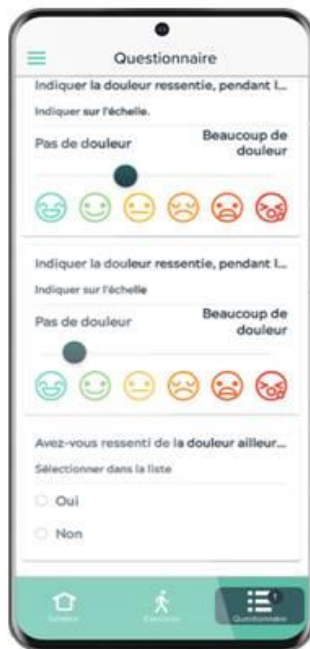 Questionnaire
Indiquer la douleur ressentie, pendant l...
Indiquer sur l'échelle.
Pas de douleur
Beaucoup de
douleur
Indiquer la douleur ressentie, pendant l...
Indiquer sur l'échelle
Pas de douleur
Beaucoup de
douleur
Avez-vous ressenti de la douleur ailleur...
Sélectionner dans la liste
Oui
Non
1
Questionnaire